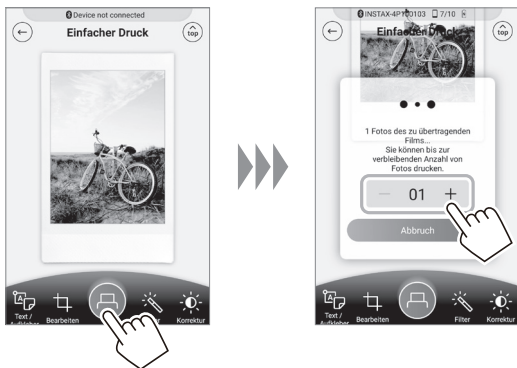 Device not connected
Einfacher Druck
top
Text /
Aufkleber
Bearbeiten
Filter
Korrektur
INSTAX-4PY00103 7/10
Einfacher Druck
top
1 Fotos des zu übertragenden
Films...
Sie können bis zur
verbleibenden Anzahl von
Fotos drucken.
— 01 +
Abbruch
Text /
Aufkleber
Bearbeiten
Filter
Korrektur